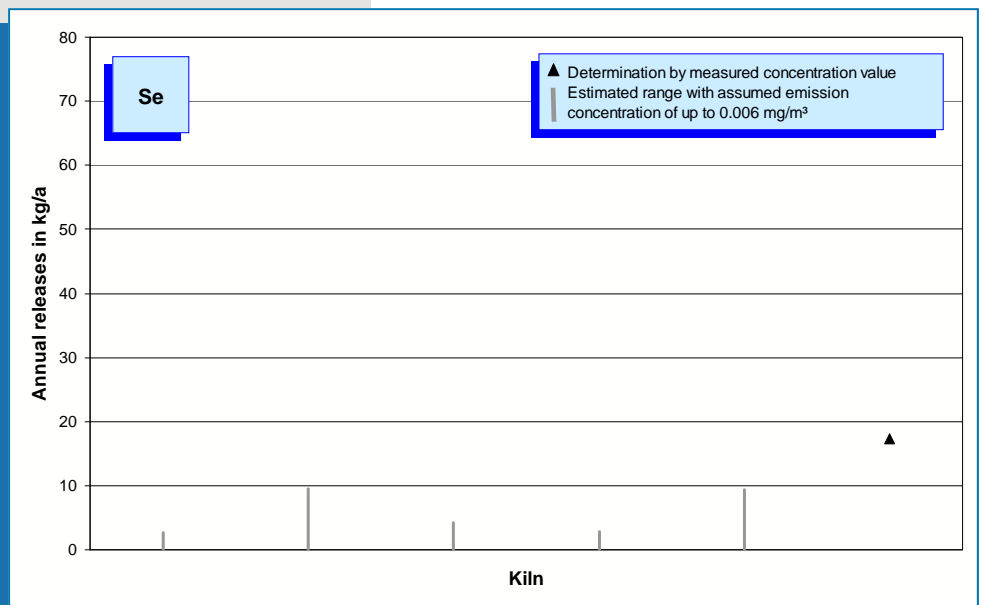 80
70
60
50
40
30
20
10
0
Annual releases in kg/a
Se
Determination by measured concentration value
Estimated range with assumed emission
concentration of up to 0.006 mg/m³
Kiln